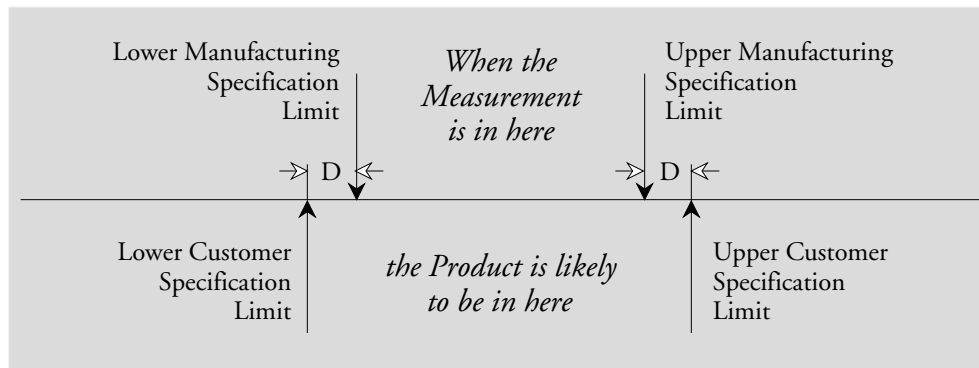 Lower Manufacturing
Specification
Limit
When the
Measurement
is in here
Upper Manufacturing
Specification
Limit
D
D
Lower Customer
Specification
Limit
the Product is likely
to be in here
Upper Customer
Specification
Limit